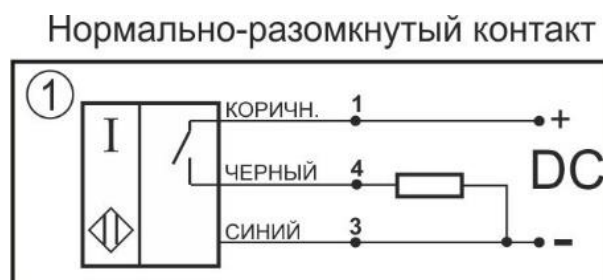 Нормально-разомкнутый контакт
1
I
КОРИЧН. 1 +
ЧЕРНЫЙ 4 DC
СИНИЙ 3 -